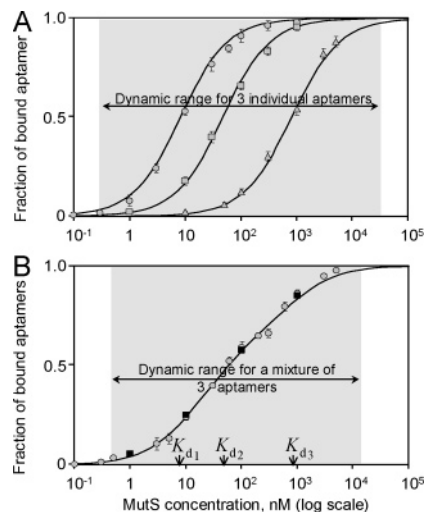 A
Fraction of bound aptamer
1.0
0.5
0
Dynamic range for 3 individual aptamers
10-1 1 10 102 103 104 105
B
Fraction of bound aptamers
1.0
0.5
0
Dynamic range for a mixture of
3 aptamers
Kd1 Kd2 Kd3
10-1 1 10 102 103 104 105
MutS concentration, nM (log scale)